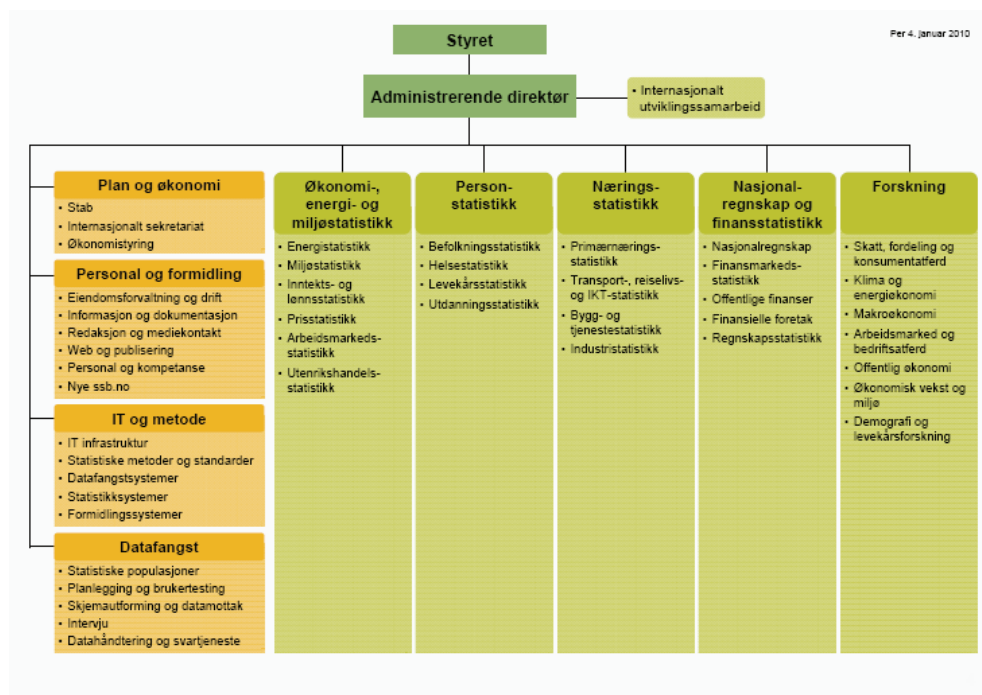 Styret
Per 4. januar 2010
Administrerende direktør
• Internasjonalt
utviklingssamarbeid
Plan og økonomi
• Stab
• Internasjonalt sekretariat
• Økonomistyring
Personal og formidling
• Eiendomsforvaltning og drift
• Informasjon og dokumentasjon
• Redaksjon og mediekontakt
• Web og publisering
• Personal og kompetanse
• Nye ssb.no
IT og metode
• IT infrastruktur
• Statistiske metoder og standarder
• Datafangstsystemer
• Statistikksystemer
• Formidlingssystemer
Datafangst
• Statistiske populasjoner
• Planlegging og brukertesting
• Skjemautforming og datamottak
• Intervju
• Datahåndtering og svartjeneste
Økonomi-,
energi- og
miljøstatistikk
• Energistatistikk
• Miljøstatistikk
• Inntekts- og
lønnsstatistikk
• Prisstatistikk
• Arbeidsmarkeds-
statistikk
• Utenrikshandels-
statistikk
Person-
statistikk
• Befolkningsstatistikk
• Helsestatistikk
• Levekårsstatistikk
• Utdanningsstatistikk
Nærings-
statistikk
• Primærnærings-
statistikk
• Transport-, reiselivs-
og IKT-statistikk
• Bygg- og
tjenestestatistikk
• Industristatistikk
Nasjonal-
regnskap og
finansstatistikk
• Nasjonalregnskap
• Finansmarkeds-
statistikk
• Offentlige finanser
• Finansielle foretak
• Regnskapsstatistikk
Forskning
• Skatt, fordeling og
konsumentatferd
• Klima og
energiøkonomi
• Makroøkonomi
• Arbeidsmarked og
bedriftsatferd
• Offentlig økonomi
• Økonomisk vekst og
miljø
• Demografi og
levekårsforskning